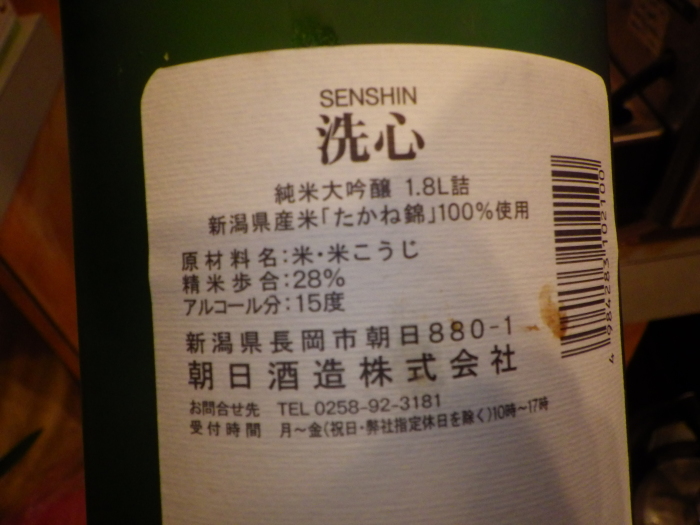 SENSHIN
洗心
純米大吟醸 1.8L詰
新潟県産米「たかね錦」100%使用
原材料名:米・米こうじ
精米歩合:28%
アルコール分:15度
新潟県長岡市朝日880-1
朝日酒造株式会社
お問合せ先 TEL 0258-92-3181
受付時間 月～金(祝日・弊社指定休日を除く)10時～17時
4 984283 102100